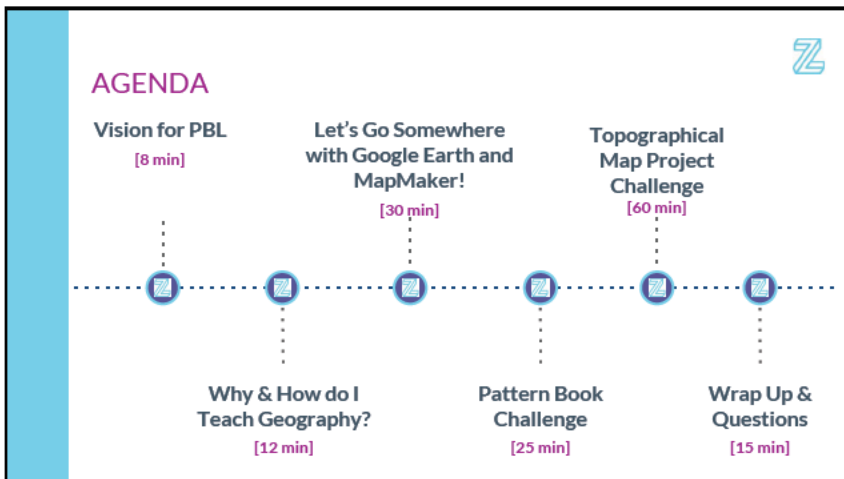 AGENDA
Vision for PBL
[8 min]
Why & How do I
Teach Geography?
[12 min]
Let's Go Somewhere
with Google Earth and
MapMaker!
[30 min]
Pattern Book
Challenge
[25 min]
Topographical
Map Project
Challenge
[60 min]
Wrap Up &
Questions
[15 min]